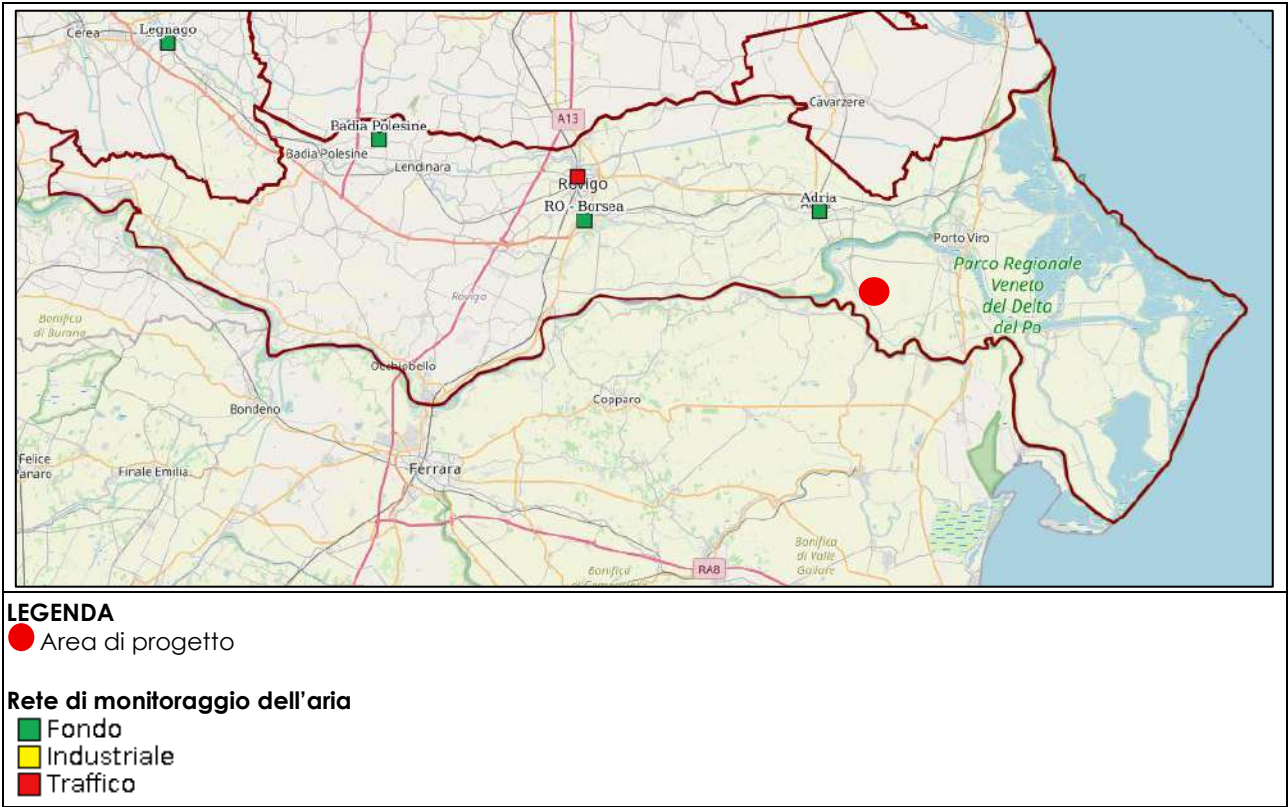 Cerea
Legnago
Cavarzere
A13
Badia Polesine
Badia Polesine
Lendinara
Rovigo
RO - Borsea
Adria
Porto Viro
Parco Regionale
Veneto
del Delta
del Po
Rovigo
Bonifica
di Burana
Occhiobello
Bondeno
Copparo
Felice
Panaro
Finale Emilia
Ferrara
Bonifica
di Valle
Gallare
RA8
Bonifica
LEGENDA
Area di progetto
Rete di monitoraggio dell'aria
Fondo
Industriale
Traffico